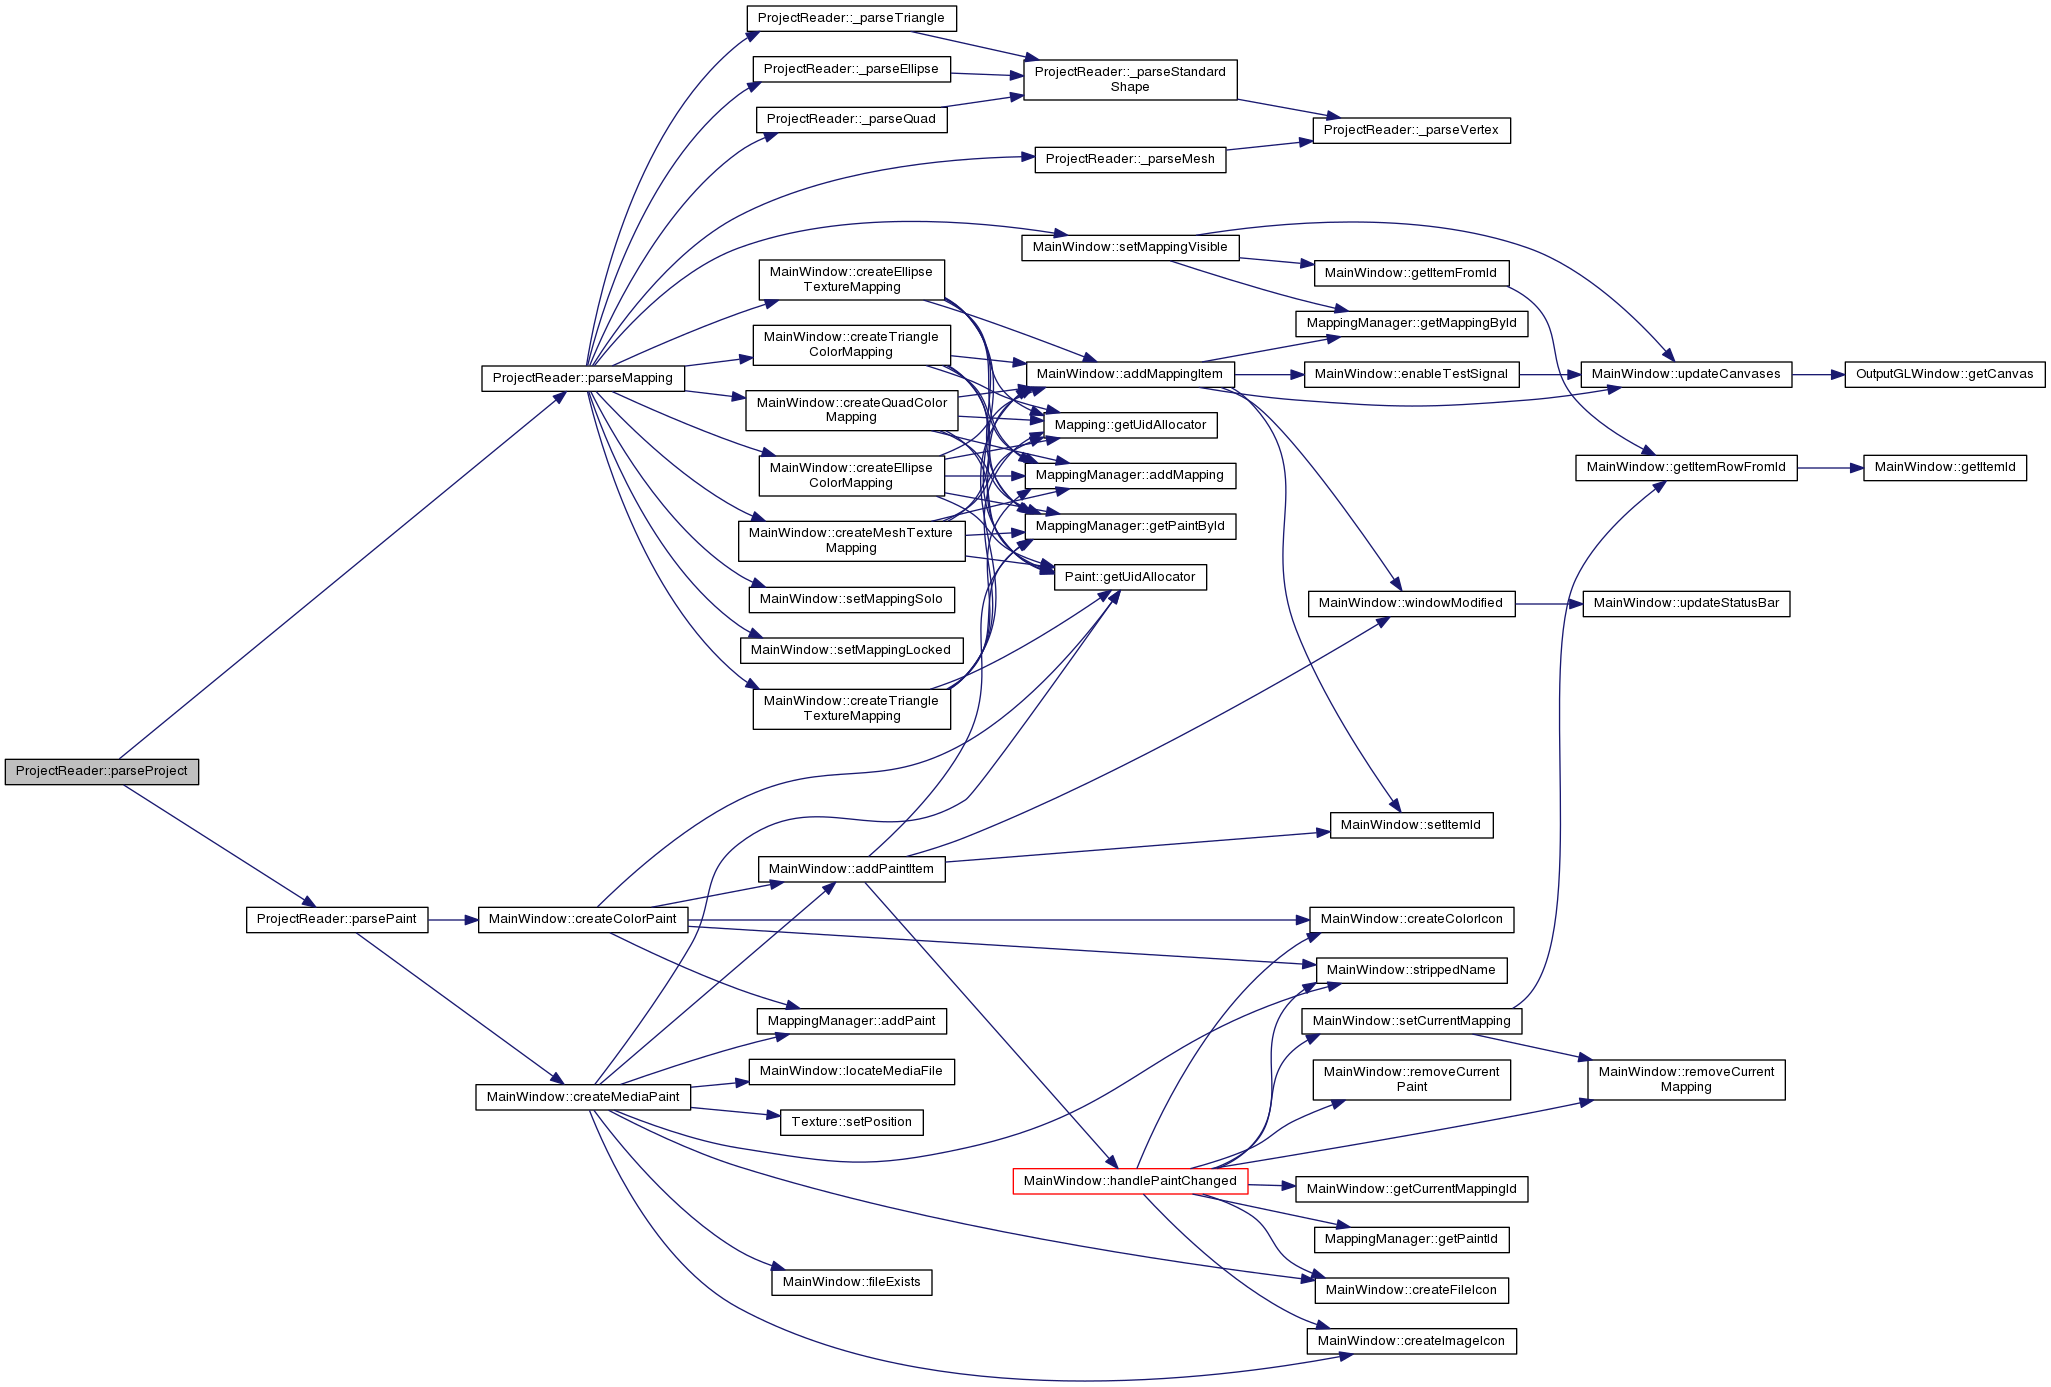 ProjectReader::parseProject
ProjectReader::parseMapping
ProjectReader::parsePaint
ProjectReader::_parseTriangle
ProjectReader::_parseEllipse
ProjectReader::_parseQuad
MainWindow::createEllipse
TextureMapping
MainWindow::createTriangle
ColorMapping
MainWindow::createQuadColor
Mapping
MainWindow::createEllipse
ColorMapping
MainWindow::createMeshTexture
Mapping
MainWindow::setMappingSolo
MainWindow::setMappingLocked
MainWindow::createTriangle
TextureMapping
MainWindow::createColorPaint
MainWindow::createMediaPaint
MainWindow::addPaintItem
MappingManager::addPaint
MainWindow::locateMediaFile
Texture::setPosition
MainWindow::fileExists
ProjectReader::_parseStandard
Shape
ProjectReader::_parseMesh
MainWindow::setMappingVisible
MainWindow::addMappingItem
Mapping::getUidAllocator
MappingManager::addMapping
MappingManager::getPaintById
Paint::getUidAllocator
MainWindow::handlePaintChanged
ProjectReader::_parseVertex
MainWindow::getItemFromId
MappingManager::getMappingById
MainWindow::enableTestSignal
MainWindow::windowModified
MainWindow::setItemId
MainWindow::createColorIcon
MainWindow::strippedName
MainWindow::setCurrentMapping
MainWindow::removeCurrent
Paint
MainWindow::getCurrentMappingId
MappingManager::getPaintId
MainWindow::createFileIcon
MainWindow::createImageIcon
MainWindow::updateCanvases
MainWindow::getItemRowFromId
MainWindow::updateStatusBar
MainWindow::removeCurrent
Mapping
OutputGLWindow::getCanvas
MainWindow::getItemId